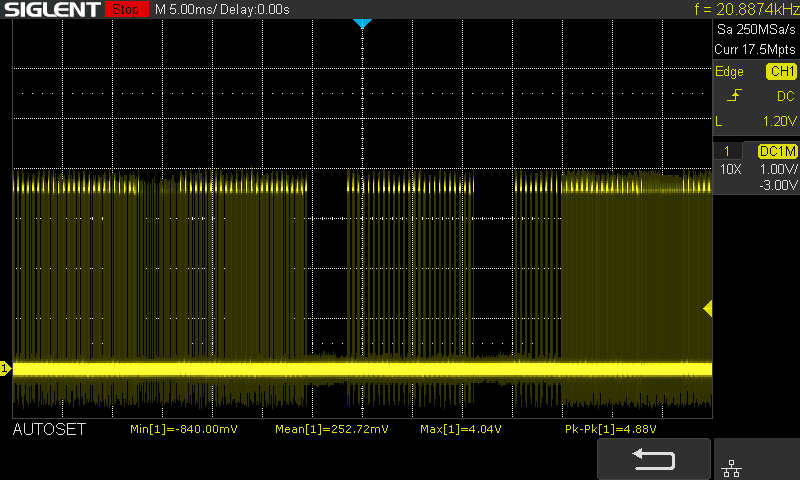 SIGLENT Stop M 5.00ms/ Delay:0.00s f = 20.8874kHz
Sa 250MSa/s
Curr 17.5Mpts
Edge CH1
DC
L 1.20V
1 DC1M
10X 1.00V/
-3.00V
1
AUTOSET Min[1]=-840.00mV Mean[1]=252.72mV Max[1]=4.04V Pk-Pk[1]=4.88V